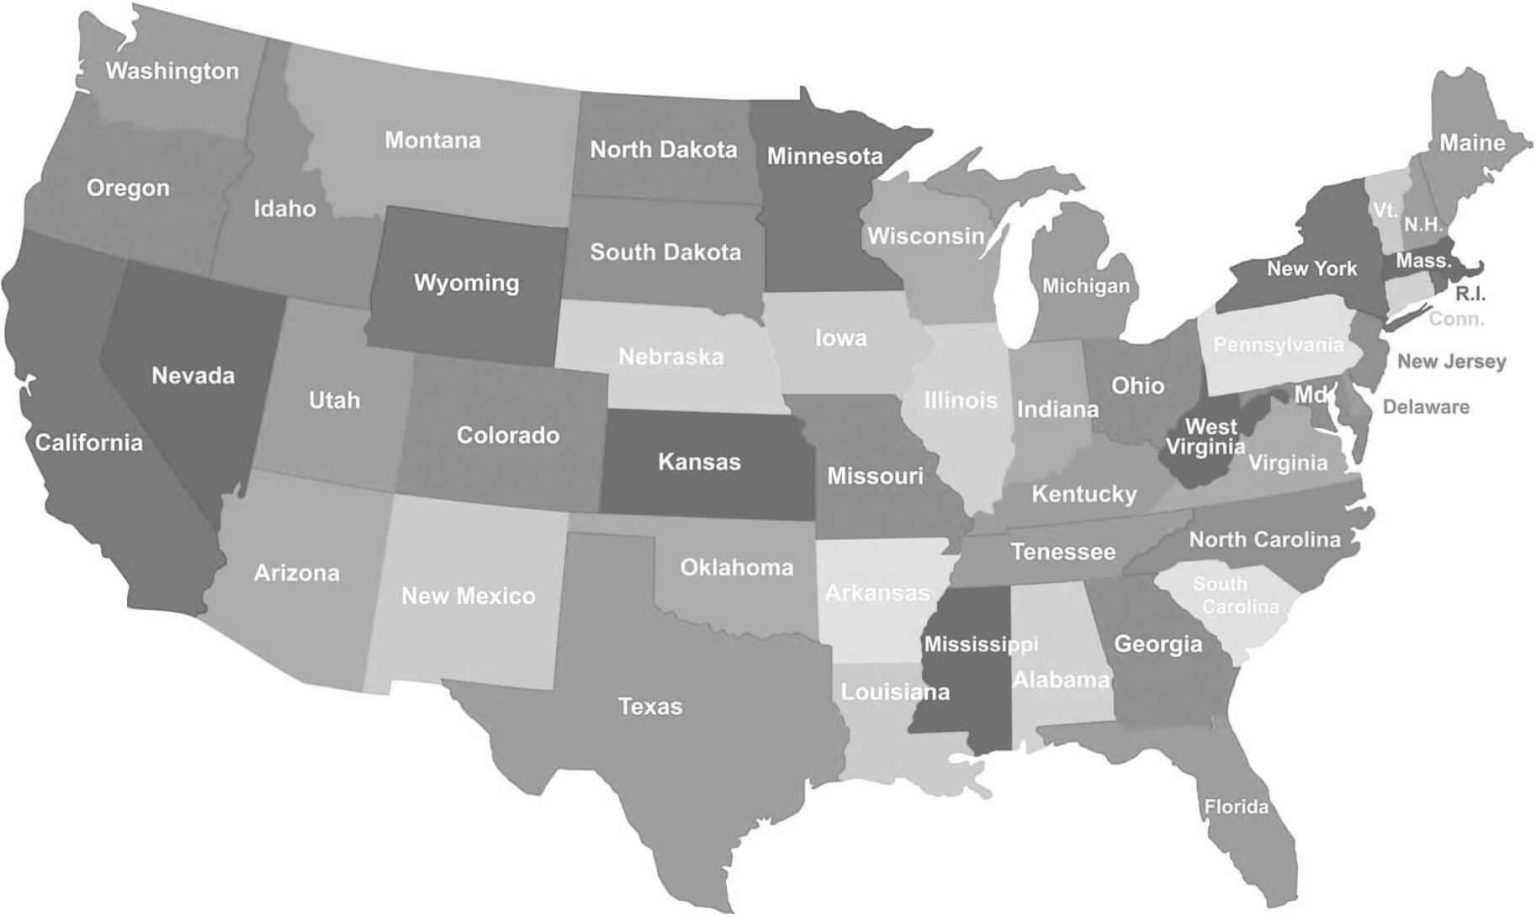 Washington
Montana
North Dakota
Minnesota
Maine
Oregon
Idaho
Vt.
N.H.
South Dakota
Wisconsin
Wyoming
Michigan
New York
Mass.
R.I.
Conn.
Nevada
Utah
Nebraska
Iowa
Pennsylvania
New Jersey
Ohio
Illinois
Indiana
Md.
Delaware
California
Colorado
Kansas
Missouri
West
Virginia
Virginia
Kentucky
Arizona
New Mexico
Oklahoma
Arkansas
Tenessee
North Carolina
South
Carolina
Mississippi
Alabama
Georgia
Texas
Louisiana
Florida